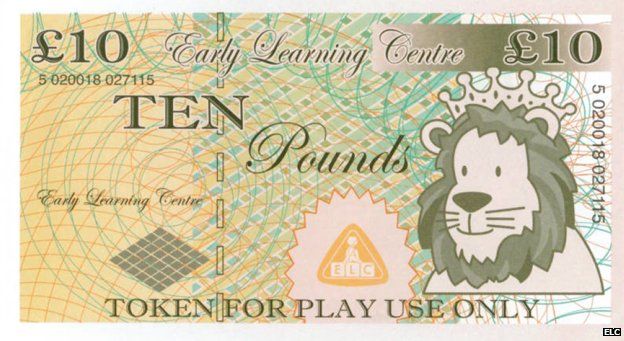 £10 Early Learning Centre £10
5 020018 027115
TEN
Pounds
5 020018 027115
Early Learning Centre
ELC
TOKEN FOR PLAY USE ONLY
ELC